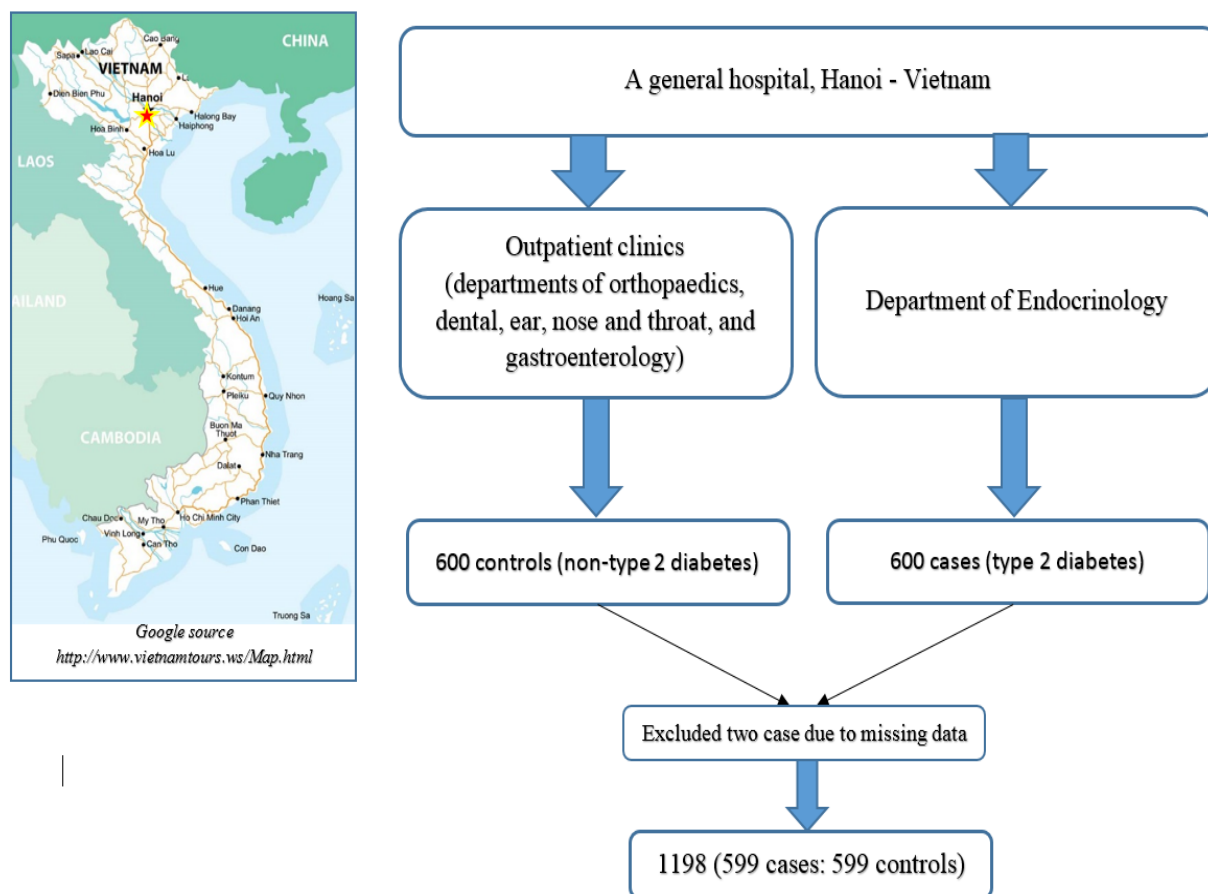 CHINA
Cao Bang
Lao Cai
Sapa
VIETNAM
Dien Bien Phu
Hanoi
Halong Bay
Haiphong
Hoa Binh
Hoa Lu
LAOS
AILAND
Hue
Hoang Sa
Danang
Hoi An
Kontum
Pleiku
Quy Nhon
Buon Ma
Thuot
CAMBODIA
Nha Trang
Dalat
Phan Thiet
Chau Doc
My Tho
Ho Chi Minh City
Phu Quoc
Vinh Long
Can Tho
Con Dao
Truong Sa
Google source
http://www.vietnamtours.ws/Map.html
A general hospital, Hanoi - Vietnam
Outpatient clinics
(departments of orthopaedics,
dental, ear, nose and throat, and
gastroenterology)
Department of Endocrinology
600 controls (non-type 2 diabetes)
600 cases (type 2 diabetes)
Excluded two case due to missing data
1198 (599 cases: 599 controls)